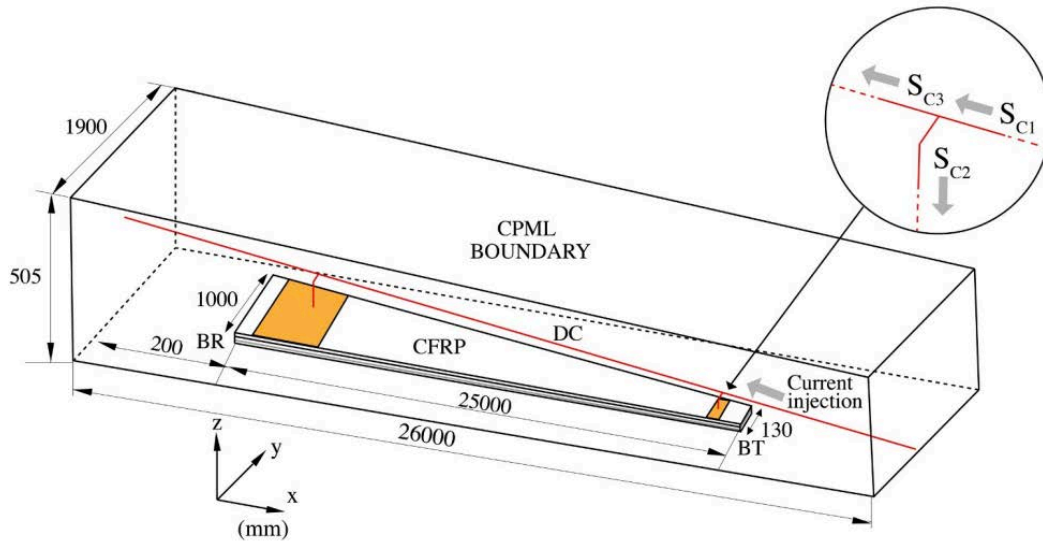 S_C3
S_C1
S_C2
1900
CPML
BOUNDARY
505
1000
DC
BR
CFRP
200
Current
injection
25000
130
BT
26000
z
y
x
(mm)